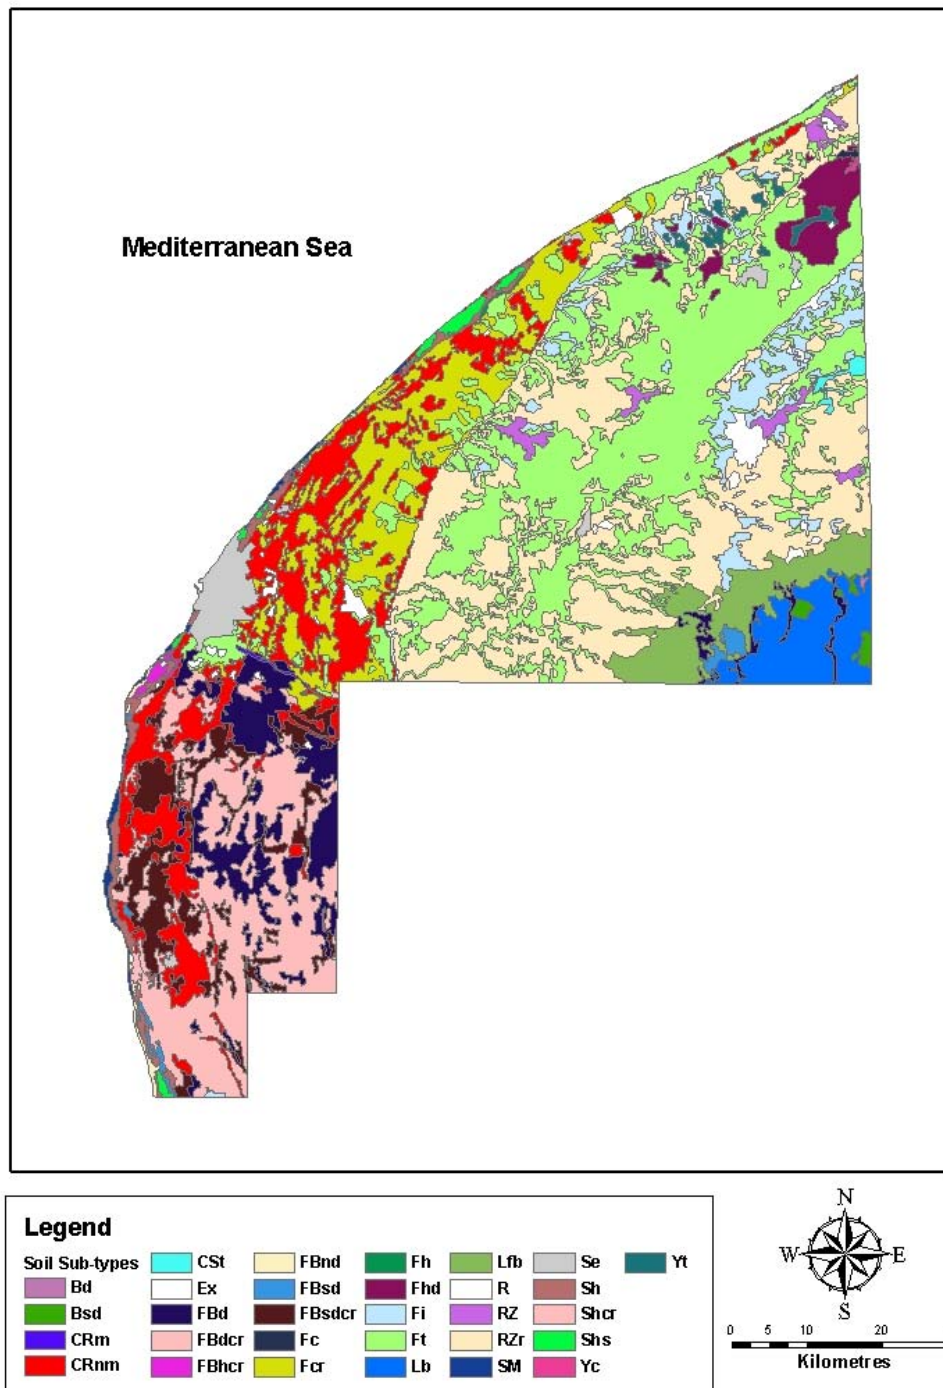 Mediterranean Sea
Legend
Soil Sub-types
Bd
Bsd
CRm
CRnm
CSt
Ex
FBd
FBdcr
FBhcr
FBnd
FBsd
FBsdcr
Fc
Fcr
Fh
Fhd
Fi
Ft
Lb
Lfb
R
RZ
RZr
SM
Se
Sh
Shcr
Shs
Yc
Yt
N
W E
S
0 5 10 20
Kilometres